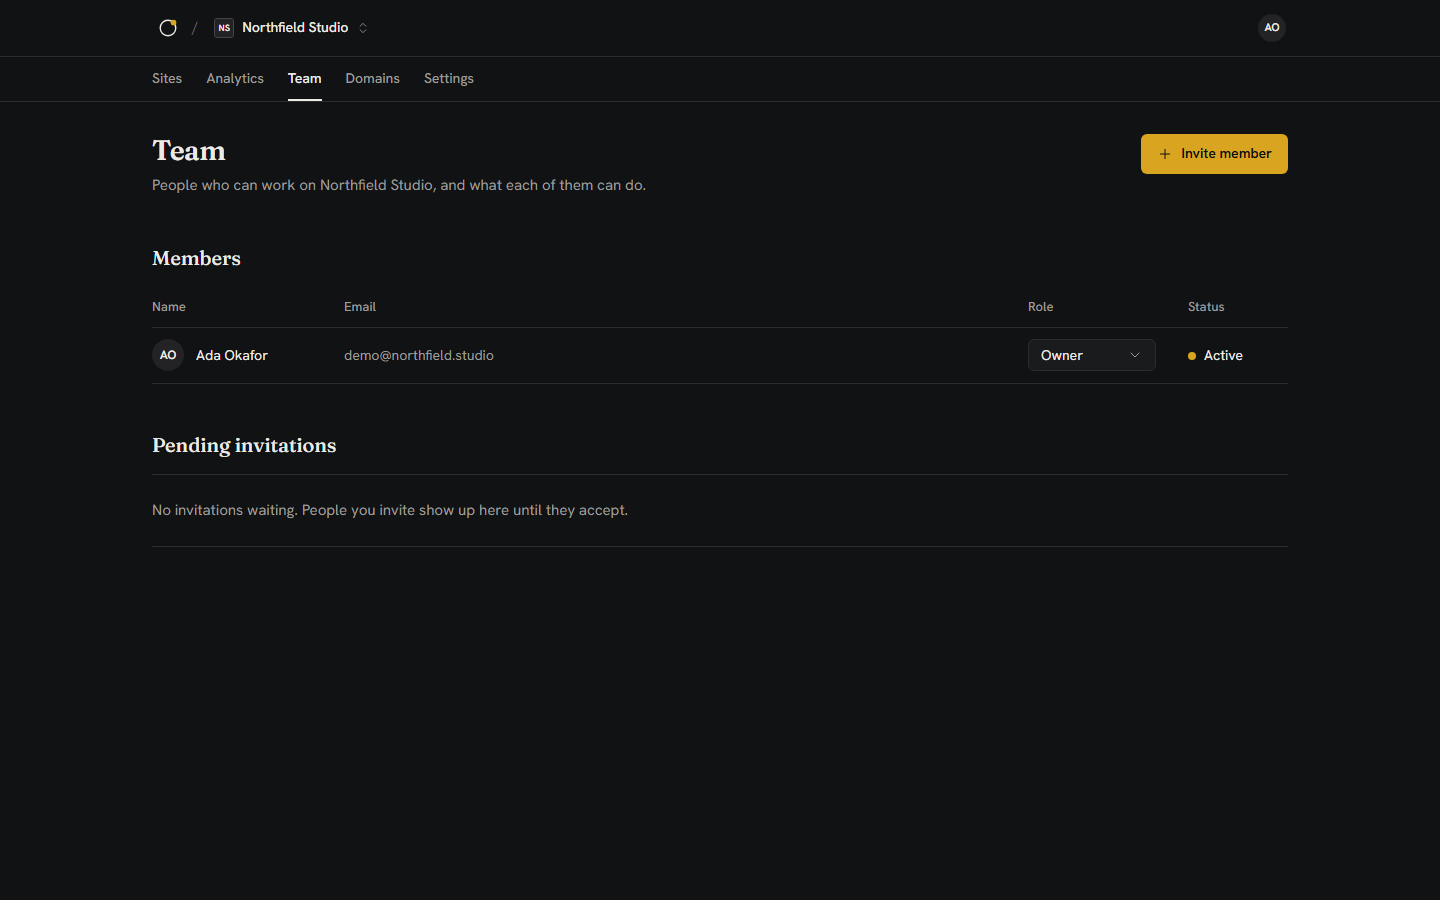 / NS Northfield Studio AO
Sites Analytics Team Domains Settings
Team
+ Invite member
People who can work on Northfield Studio, and what each of them can do.
Members
Name Email Role Status
AO Ada Okafor demo@northfield.studio Owner Active
Pending invitations
No invitations waiting. People you invite show up here until they accept.